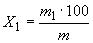 X₁ = m₁·100 / m